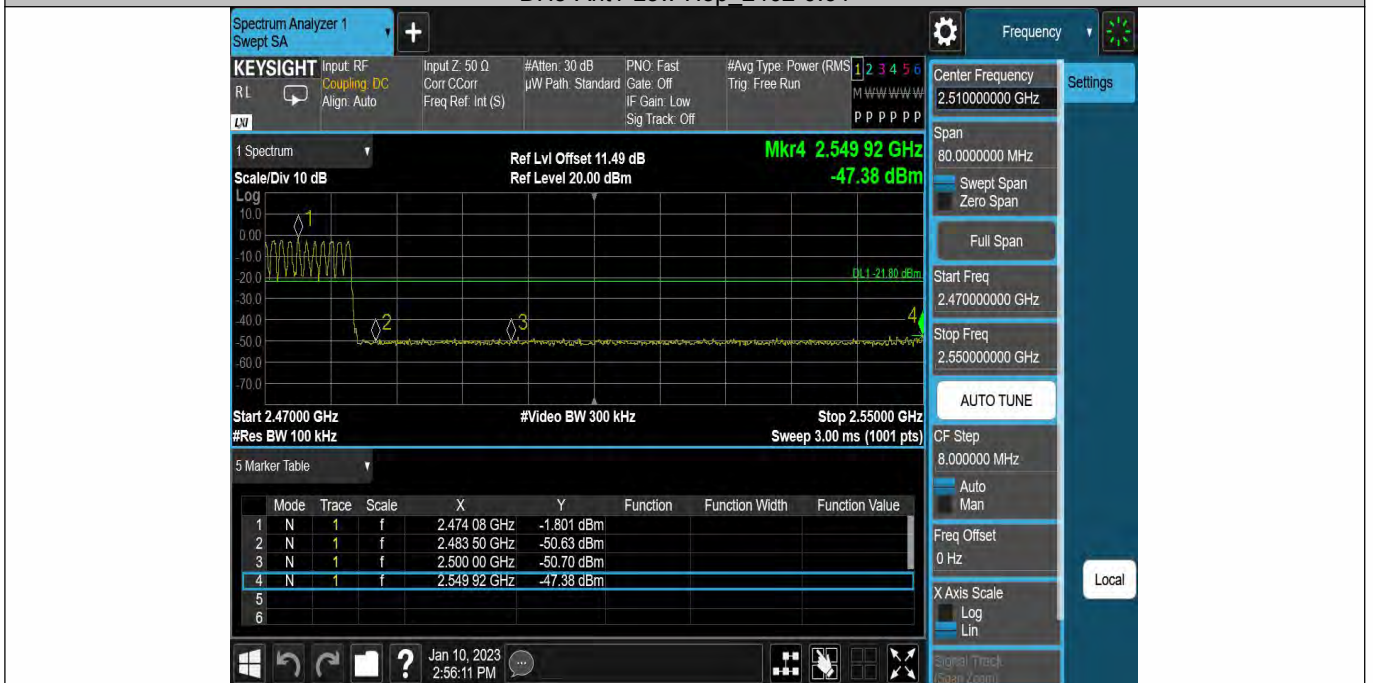 Spectrum Analyzer 1
Swept SA
+
Frequency
KEYSIGHT
RL
LXI
Input: RF
Coupling: DC
Align: Auto
Input Z: 50 Ω
Corr CCorr
Freq Ref: Int (S)
#Atten: 30 dB
µW Path: Standard
PNO: Fast
Gate: Off
IF Gain: Low
Sig Track: Off
#Avg Type: Power (RMS
Trig: Free Run
1 2 3 4 5 6
M W W W W W
P P P P P P
1 Spectrum
Scale/Div 10 dB
Ref Lvl Offset 11.49 dB
Ref Level 20.00 dBm
Mkr4 2.549 92 GHz
-47.38 dBm
Log
10.0
0.00
-10.0
-20.0
-30.0
-40.0
-50.0
-60.0
-70.0
1
2
3
4
DL1 -21.80 dBm
Start 2.47000 GHz
#Res BW 100 kHz
#Video BW 300 kHz
Stop 2.55000 GHz
Sweep 3.00 ms (1001 pts)
5 Marker Table
Mode Trace Scale X Y Function Function Width Function Value
1 N 1 f 2.474 08 GHz -1.801 dBm
2 N 1 f 2.483 50 GHz -50.63 dBm
3 N 1 f 2.500 00 GHz -50.70 dBm
4 N 1 f 2.549 92 GHz -47.38 dBm
5
6
Center Frequency
2.510000000 GHz
Settings
Span
80.0000000 MHz
Swept Span
Zero Span
Full Span
Start Freq
2.470000000 GHz
Stop Freq
2.550000000 GHz
AUTO TUNE
CF Step
8.000000 MHz
Auto
Man
Freq Offset
0 Hz
Local
X Axis Scale
Log
Lin
Signal Track
(Span Zoom)
?
Jan 10, 2023
2:56:11 PM